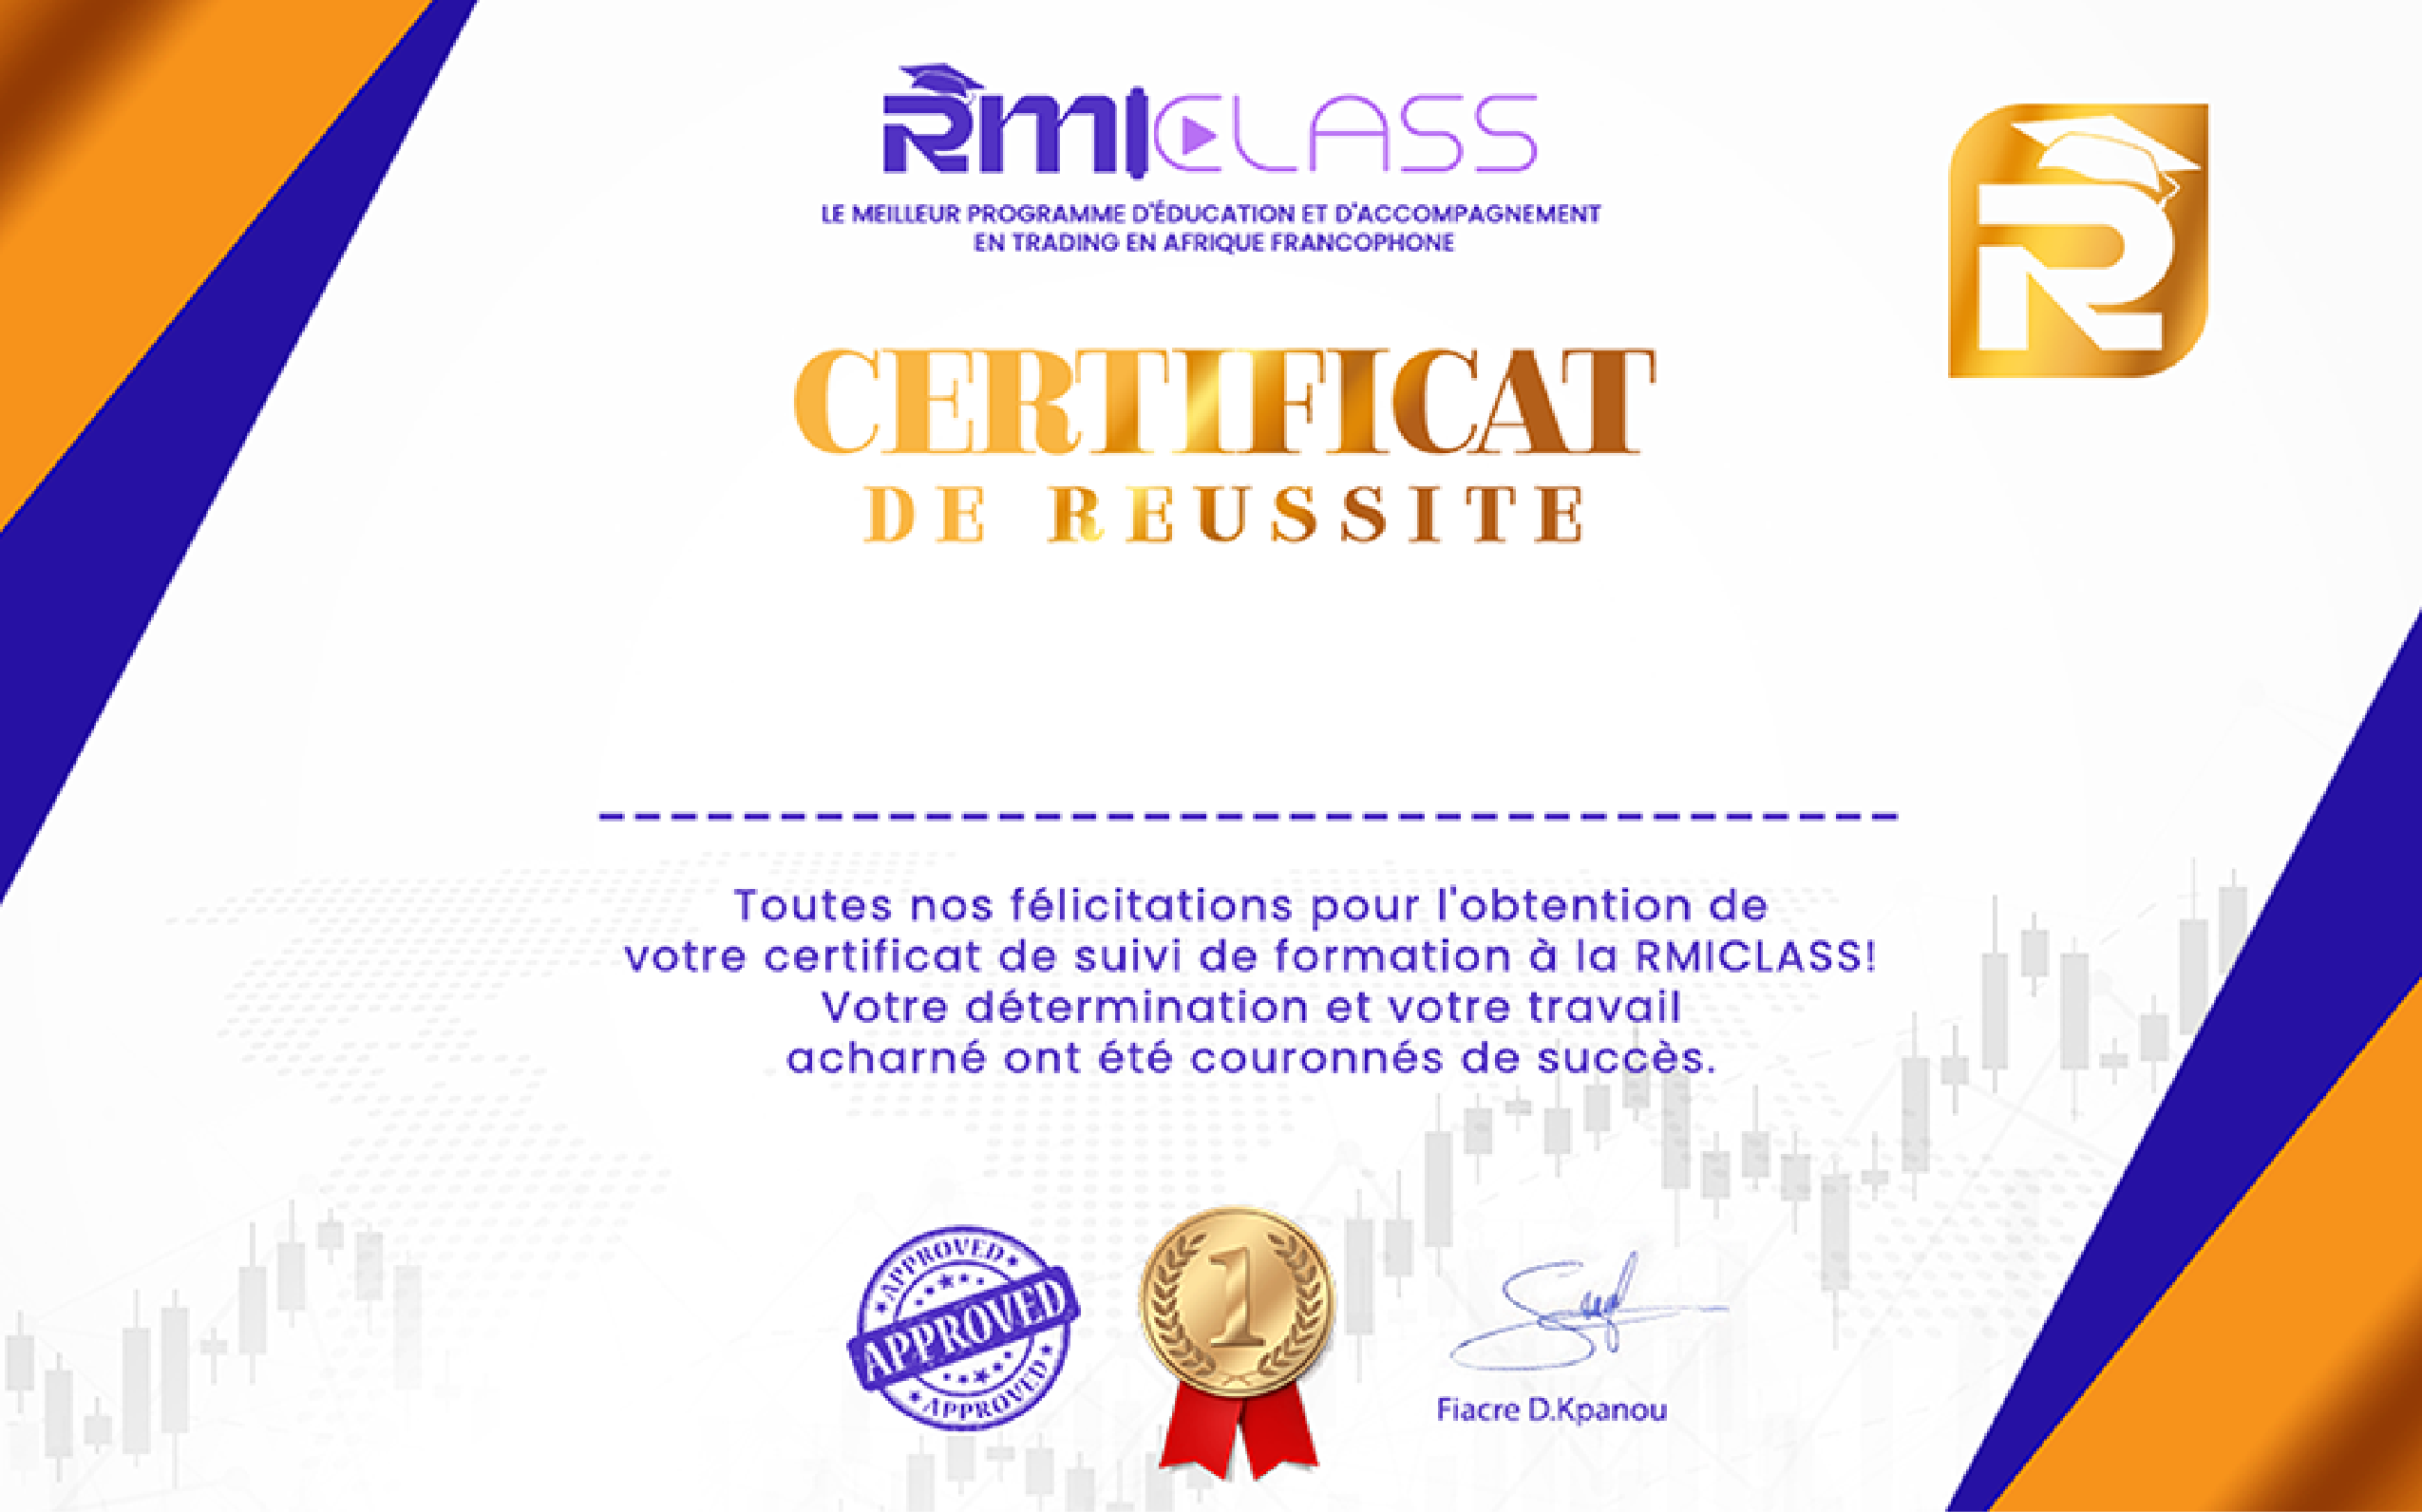 RMICLASS
LE MEILLEUR PROGRAMME D'ÉDUCATION ET D'ACCOMPAGNEMENT
EN TRADING EN AFRIQUE FRANCOPHONE
R
CERTIFICAT
DE REUSSITE
Toutes nos félicitations pour l'obtention de
votre certificat de suivi de formation à la RMICLASS!
Votre détermination et votre travail
acharné ont été couronnés de succès.
APPROVED
APPROVED
APPROVED
1
Fiacre D.Kpanou